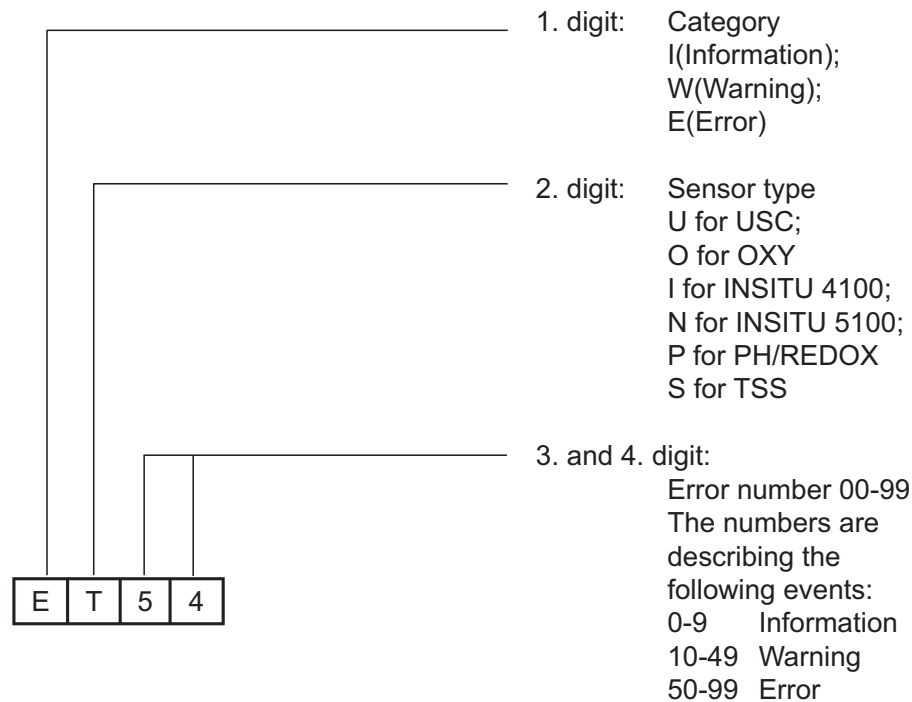 1. digit: Category
I(Information);
W(Warning);
E(Error)
2. digit: Sensor type
U for USC;
O for OXY
I for INSITU 4100;
N for INSITU 5100;
P for PH/REDOX
S for TSS
3. and 4. digit:
Error number 00-99
The numbers are
describing the
following events:
0-9 Information
10-49 Warning
50-99 Error
E T 5 4